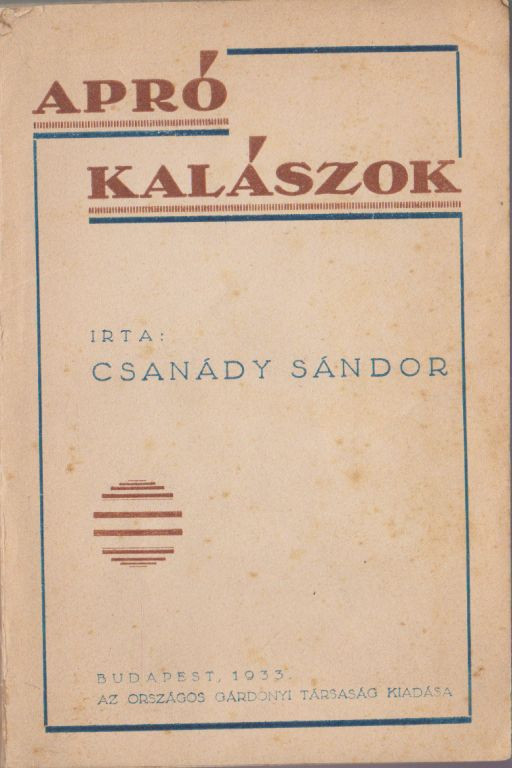 APRÓ
KALÁSZOK
IRTA:
CSANÁDY SÁNDOR
BUDAPEST, 1933.
AZ ORSZÁGOS GÁRDONYI TÁRSASÁG KIADÁSA